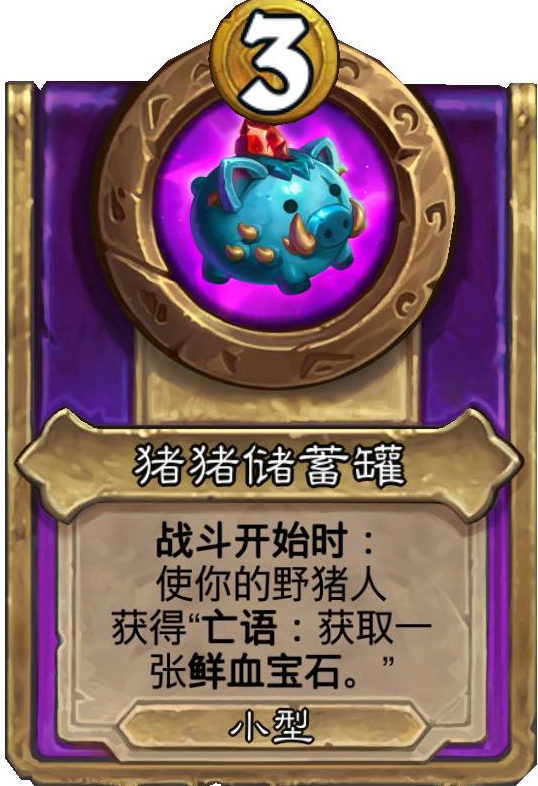 3
猪猪储蓄罐
战斗开始时：
使你的野猪人
获得“亡语：获取一
张鲜血宝石。”
小型